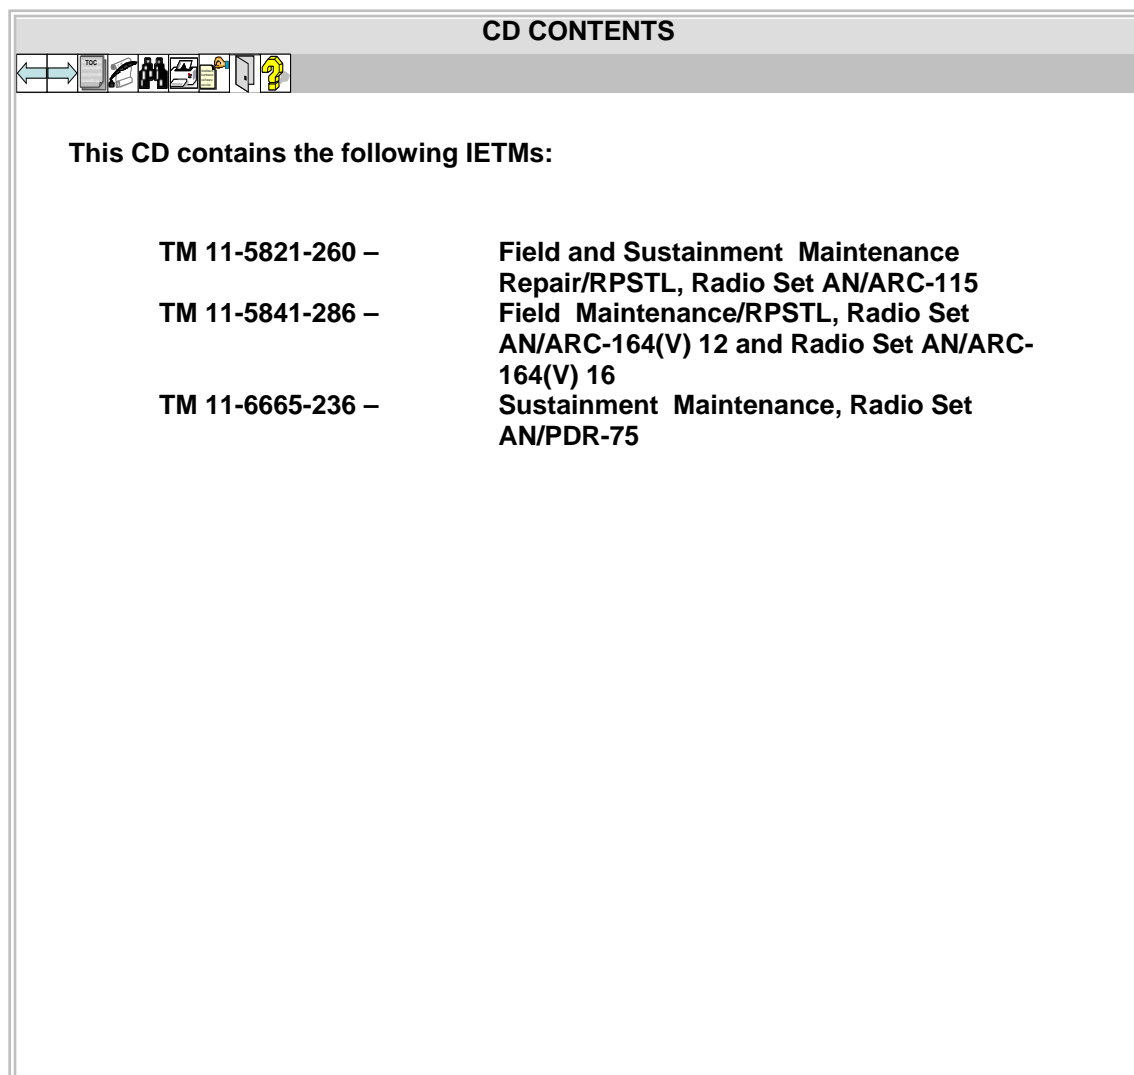 CD CONTENTS
TOC
This CD contains the following IETMs:
TM 11-5821-260 – Field and Sustainment Maintenance
Repair/RPSTL, Radio Set AN/ARC-115
TM 11-5841-286 – Field Maintenance/RPSTL, Radio Set
AN/ARC-164(V) 12 and Radio Set AN/ARC-
164(V) 16
TM 11-6665-236 – Sustainment Maintenance, Radio Set
AN/PDR-75